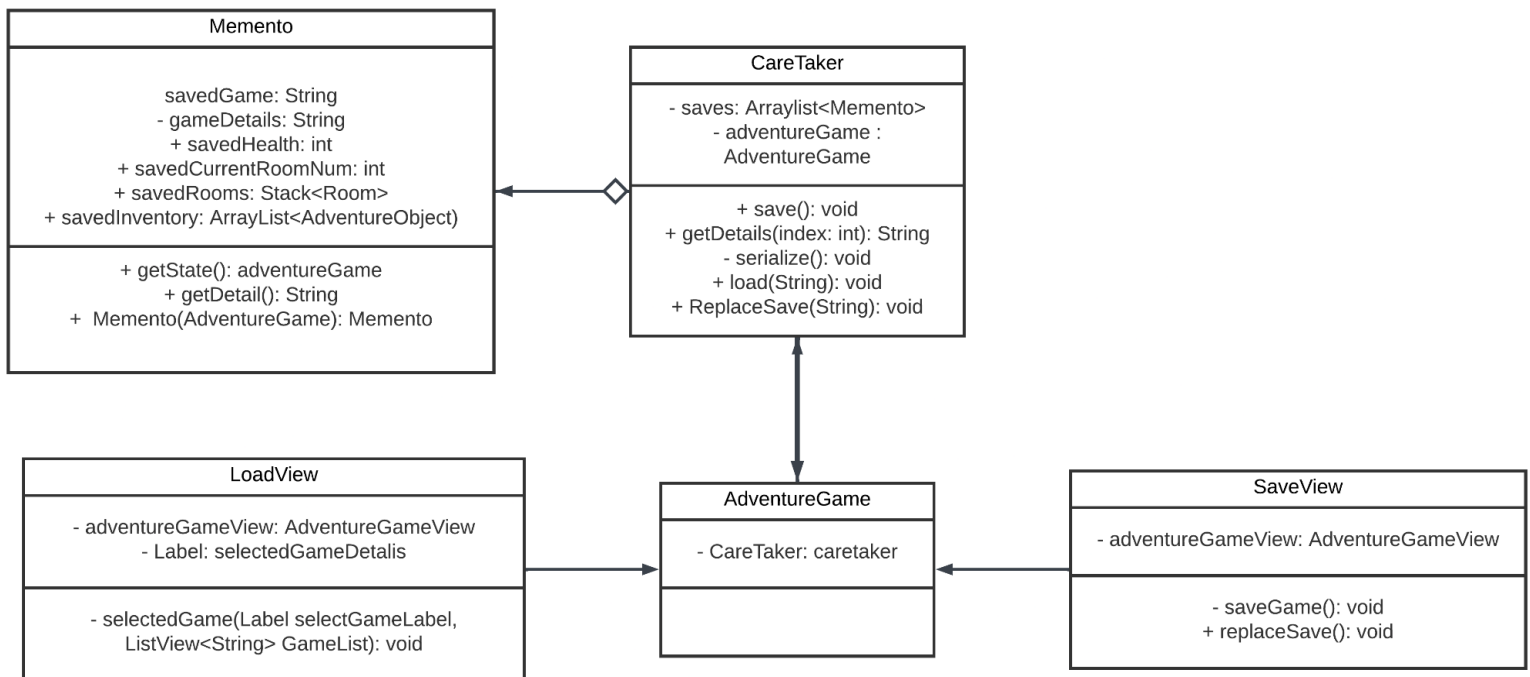 Memento
savedGame: String
- gameDetails: String
+ savedHealth: int
+ savedCurrentRoomNum: int
+ savedRooms: Stack<Room>
+ savedInventory: ArrayList<AdventureObject)
+ getState(): adventureGame
+ getDetail(): String
+ Memento(AdventureGame): Memento
CareTaker
- saves: Arraylist<Memento>
- adventureGame :
AdventureGame
+ save(): void
+ getDetails(index: int): String
- serialize(): void
+ load(String): void
+ ReplaceSave(String): void
LoadView
- adventureGameView: AdventureGameView
- Label: selectedGameDetalis
- selectedGame(Label selectGameLabel,
ListView<String> GameList): void
AdventureGame
- CareTaker: caretaker
SaveView
- adventureGameView: AdventureGameView
- saveGame(): void
+ replaceSave(): void